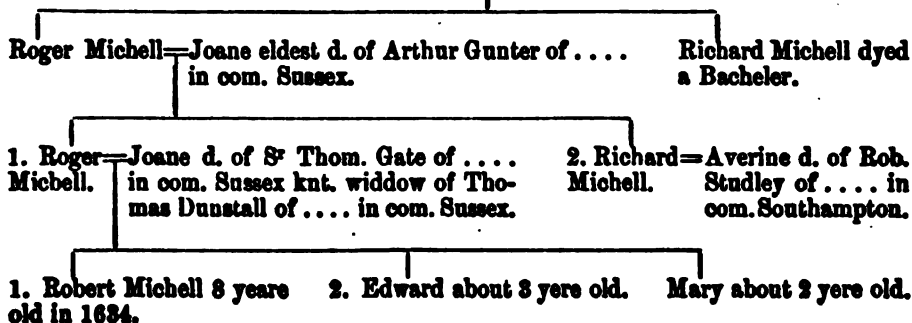 Roger Michell=Joane eldest d. of Arthur Gunter of .... in com. Sussex.
Richard Michell dyed
a Bacheler.
1. Roger=Joane d. of Sr Thom. Gate of ....
Michell. in com. Sussex knt. widdow of Tho-
mas Dunstall of .... in com. Sussex.
2. Richard=Averine d. of Rob.
Michell. Studley of .... in
com. Southampton.
1. Robert Michell 8 yeare
old in 1634.
2. Edward about 3 yere old.
Mary about 2 yere old.